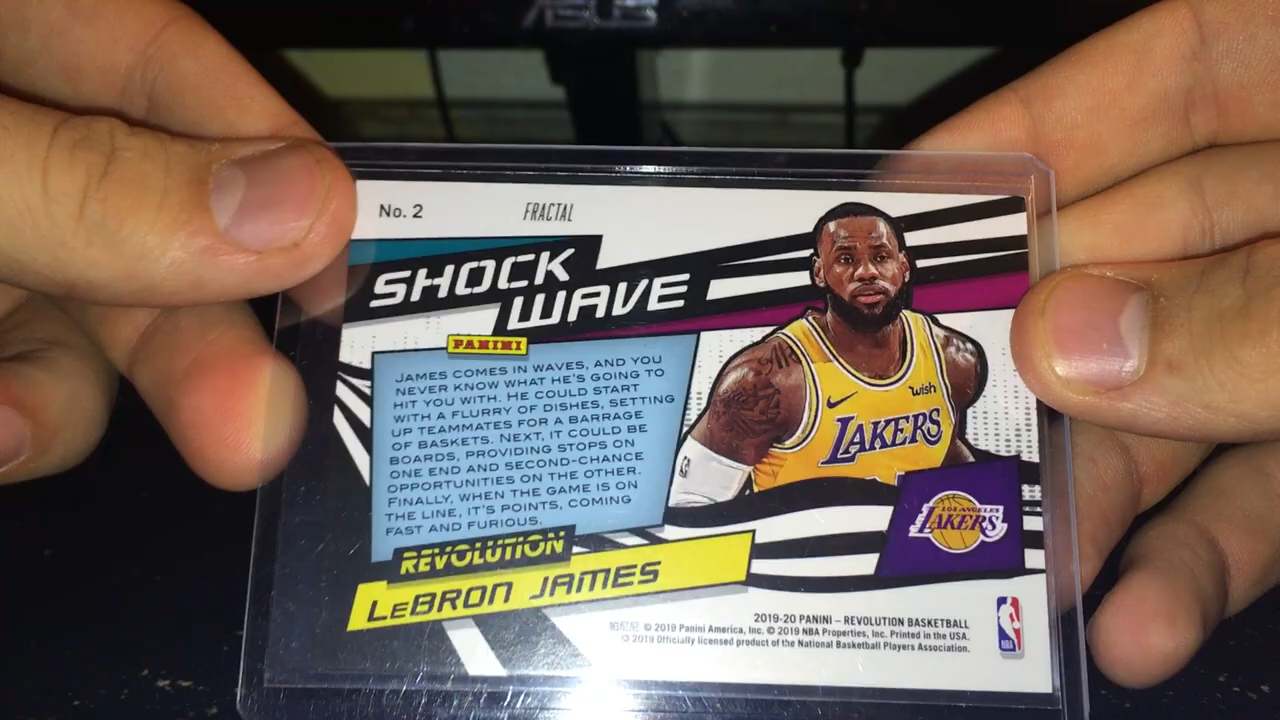 ASUS
No. 2
FRACTAL
SHOCK
WAVE
PANINI
JAMES COMES IN WAVES, AND YOU
NEVER KNOW WHAT HE'S GOING TO
HIT YOU WITH. HE COULD START
WITH A FLURRY OF DISHES, SETTING
UP TEAMMATES FOR A BARRAGE
OF BASKETS. NEXT, IT COULD BE
BOARDS, PROVIDING STOPS ON
ONE END AND SECOND-CHANCE
OPPORTUNITIES ON THE OTHER.
FINALLY, WHEN THE GAME IS ON
THE LINE, IT'S POINTS, COMING
FAST AND FURIOUS.
wish
LAKERS
LOS ANGELES
LAKERS
REVOLUTION
LeBRON JAMES
2019-20 PANINI – REVOLUTION BASKETBALL
帕尼尼 © 2019 Panini America, Inc. © 2019 NBA Properties, Inc. Printed in the USA.
© 2019 Officially licensed product of the National Basketball Players Association.
NBA